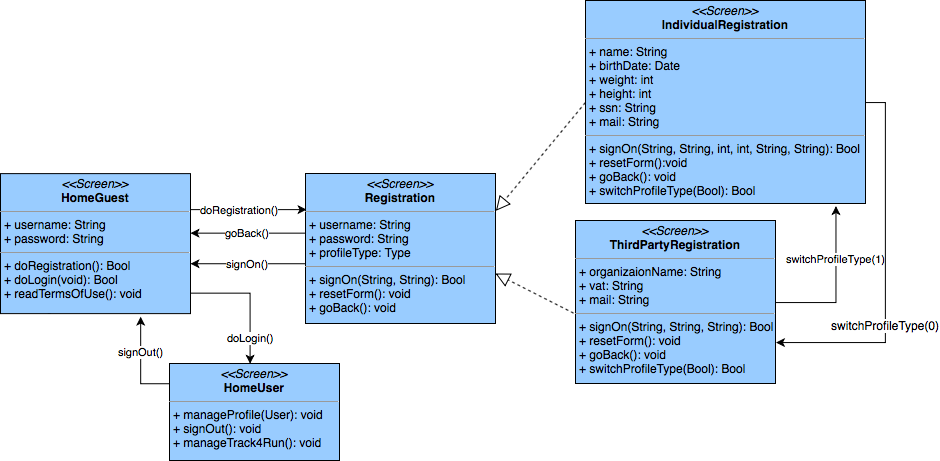 <<Screen>>
IndividualRegistration
+ name: String
+ birthDate: Date
+ weight: int
+ height: int
+ ssn: String
+ mail: String
+ signOn(String, String, int, int, String, String): Bool
+ resetForm():void
+ goBack(): void
+ switchProfileType(Bool): Bool
<<Screen>>
HomeGuest
+ username: String
+ password: String
+ doRegistration(): Bool
+ doLogin(void): Bool
+ readTermsOfUse(): void
doRegistration()
goBack()
signOn()
<<Screen>>
Registration
+ username: String
+ password: String
+ profileType: Type
+ signOn(String, String): Bool
+ resetForm(): void
+ goBack(): void
<<Screen>>
ThirdPartyRegistration
+ organizaionName: String
+ vat: String
+ mail: String
+ signOn(String, String, String): Bool
+ resetForm(): void
+ goBack(): void
+ switchProfileType(Bool): Bool
switchProfileType(1)
switchProfileType(0)
doLogin()
signOut()
<<Screen>>
HomeUser
+ manageProfile(User): void
+ signOut(): void
+ manageTrack4Run(): void